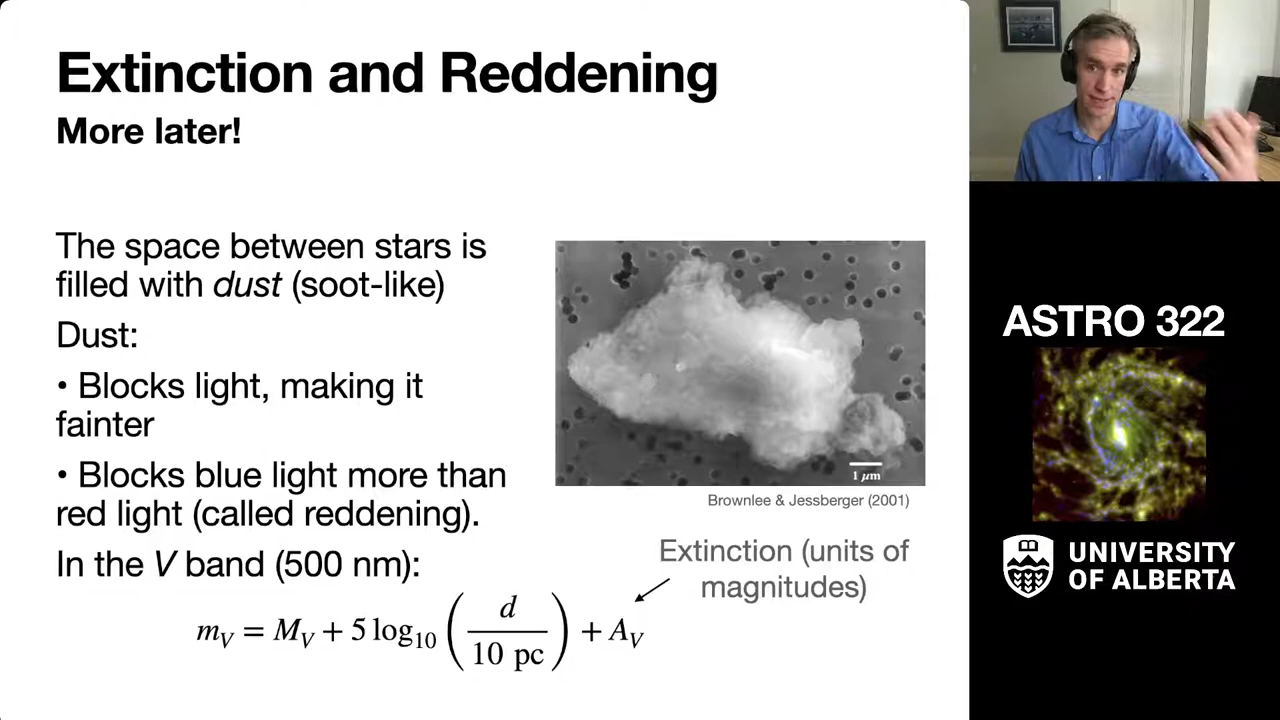 Extinction and Reddening
More later!
The space between stars is
filled with dust (soot-like)
Dust:
• Blocks light, making it
fainter
• Blocks blue light more than
red light (called reddening).
In the V band (500 nm):
m_V = M_V + 5 log_10 (d / 10 pc) + A_V
1 μm
Brownlee & Jessberger (2001)
Extinction (units of
magnitudes)
ASTRO 322
UNIVERSITY
OF ALBERTA